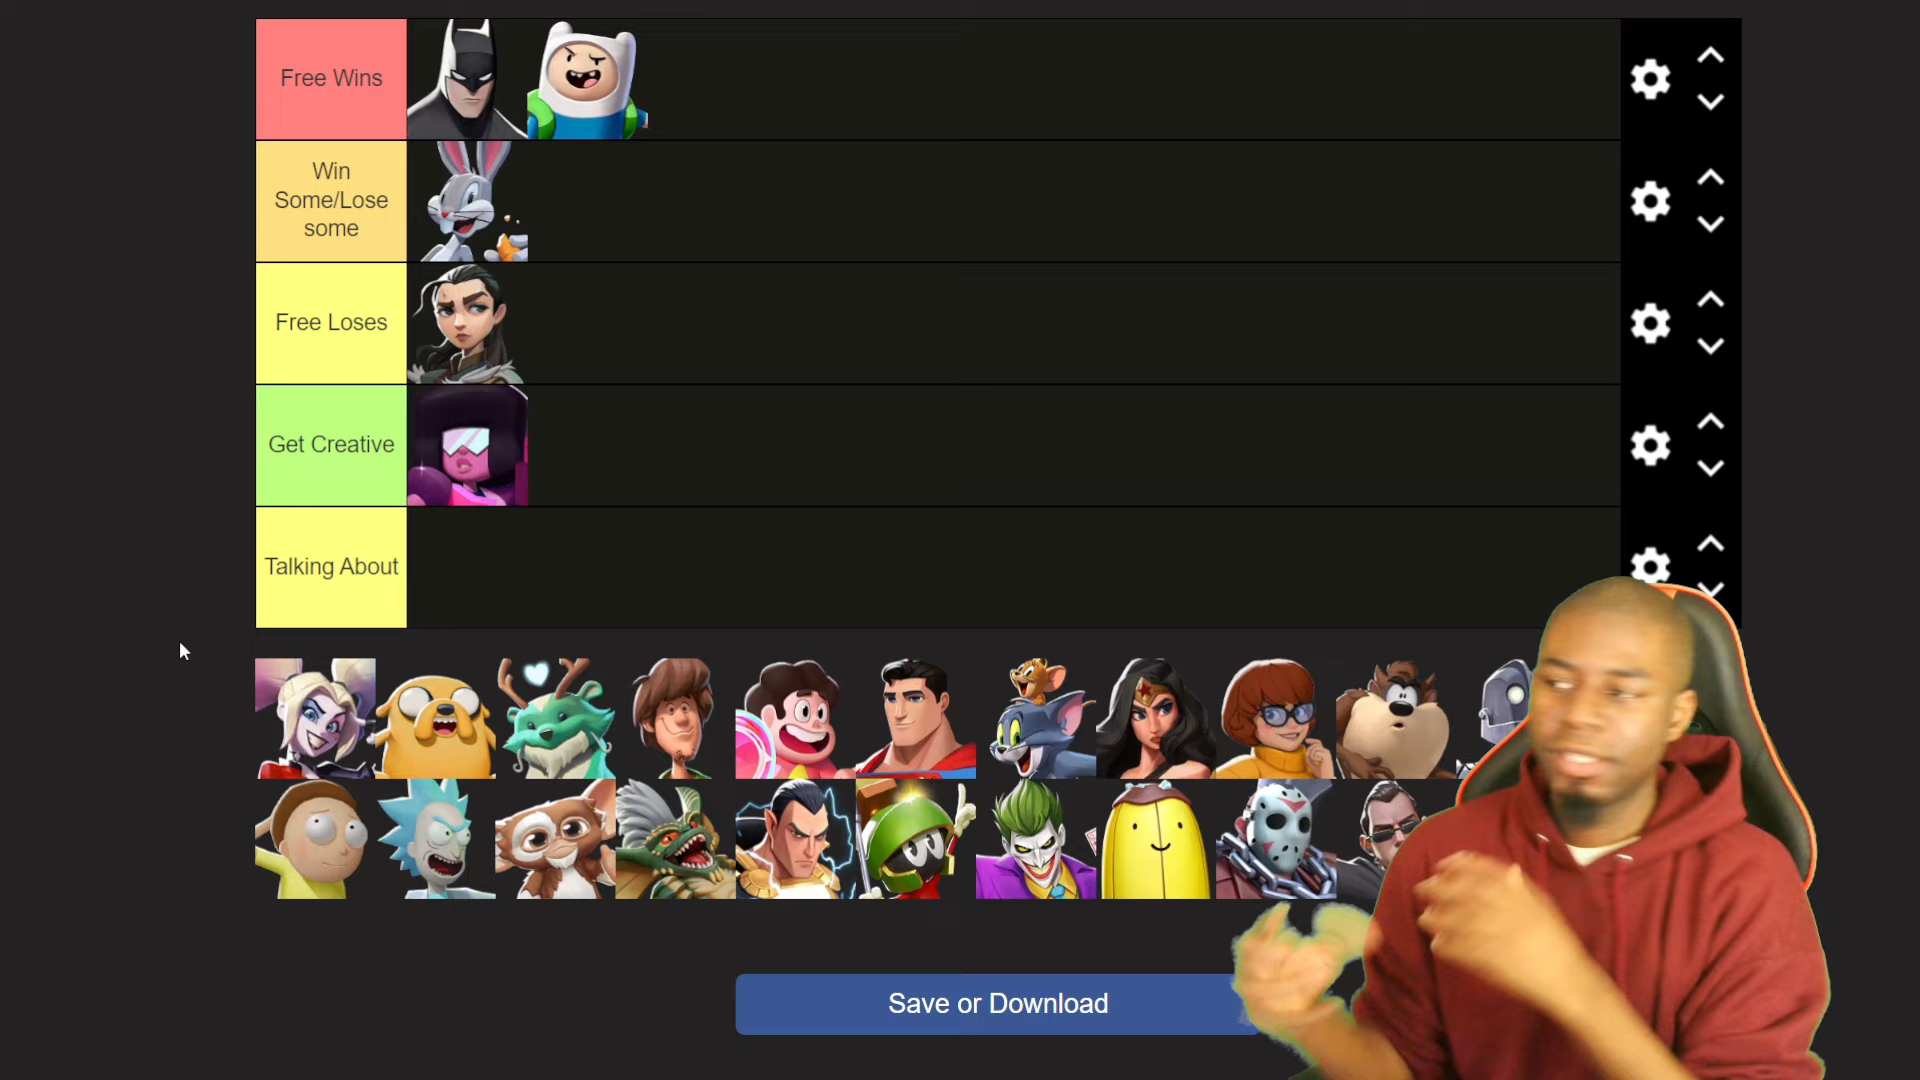 Free Wins
Win
Some/Lose
some
Free Loses
Get Creative
Talking About
Save or Download